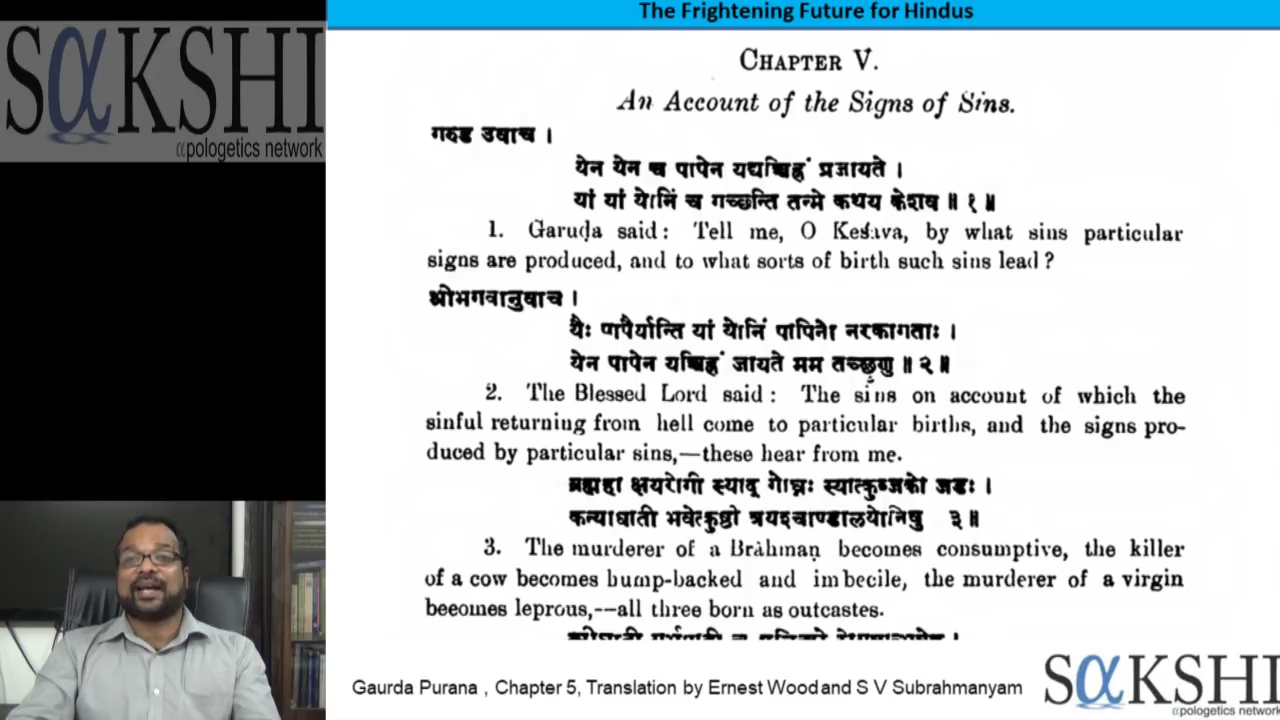 The Frightening Future for Hindus
SαKSHI
αpologetics network
CHAPTER V.
An Account of the Signs of Sins.
गरुड उवाच ।
येन येन च पापेन यद्यच्चिह्नं प्रजायते ।
यां यां योनिं च गच्छन्ति तन्मे कथय केशव ॥ १ ॥
1. Garuḍa said: Tell me, O Keśava, by what sins particular
signs are produced, and to what sorts of birth such sins lead?
श्रीभगवानुवाच ।
यैः पापैर्यान्ति यां योनिं पापिनो नरकागताः ।
येन पापेन यच्चिह्नं जायते मम तच्छृणु ॥ २ ॥
2. The Blessed Lord said: The sins on account of which the
sinful returning from hell come to particular births, and the signs pro-
duced by particular sins,—these hear from me.
ब्रह्महा क्षयरोगी स्याद् गोघ्नः स्यात्कुब्जको जडः ।
कन्याघाती भवेत्कुष्ठी त्रयश्चाण्डालयोनिषु ३ ॥
3. The murderer of a Brâhmaṇ becomes consumptive, the killer
of a cow becomes hump-backed and imbecile, the murderer of a virgin
becomes leprous,—all three born as outcastes.
Gaurda Purana , Chapter 5, Translation by Ernest Wood and S V Subrahmanyam
SαKSHI
αpologetics network